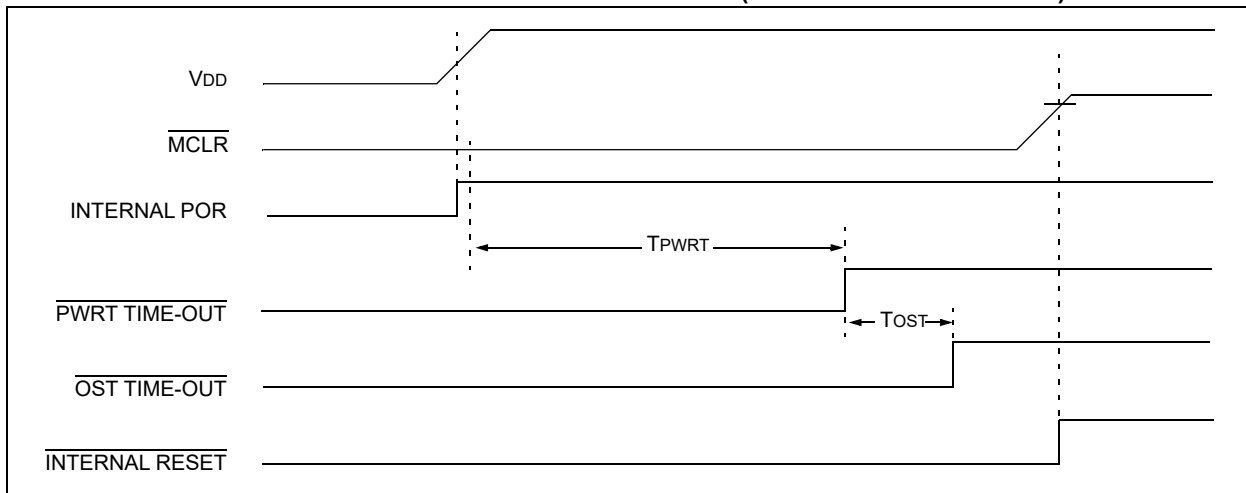 VDD
MCLR
INTERNAL POR
TPWRT
PWRT TIME-OUT
TOST
OST TIME-OUT
INTERNAL RESET